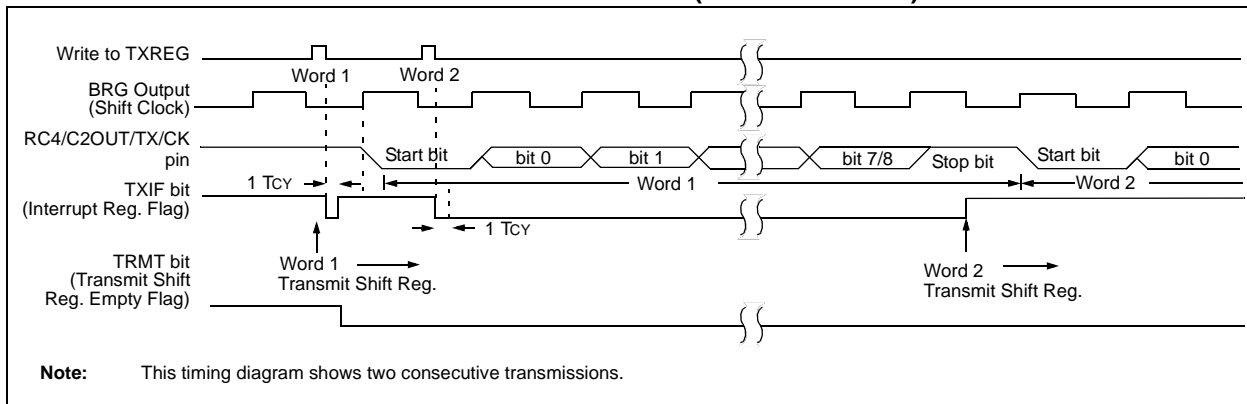 Write to TXREG
Word 1
Word 2
BRG Output
(Shift Clock)
RC4/C2OUT/TX/CK
pin
Start bit
bit 0
bit 1
bit 7/8
Stop bit
Start bit
bit 0
Word 1
Word 2
1 TCY
TXIF bit
(Interrupt Reg. Flag)
1 TCY
Word 1
Transmit Shift Reg.
Word 2
Transmit Shift Reg.
TRMT bit
(Transmit Shift
Reg. Empty Flag)
Note: This timing diagram shows two consecutive transmissions.